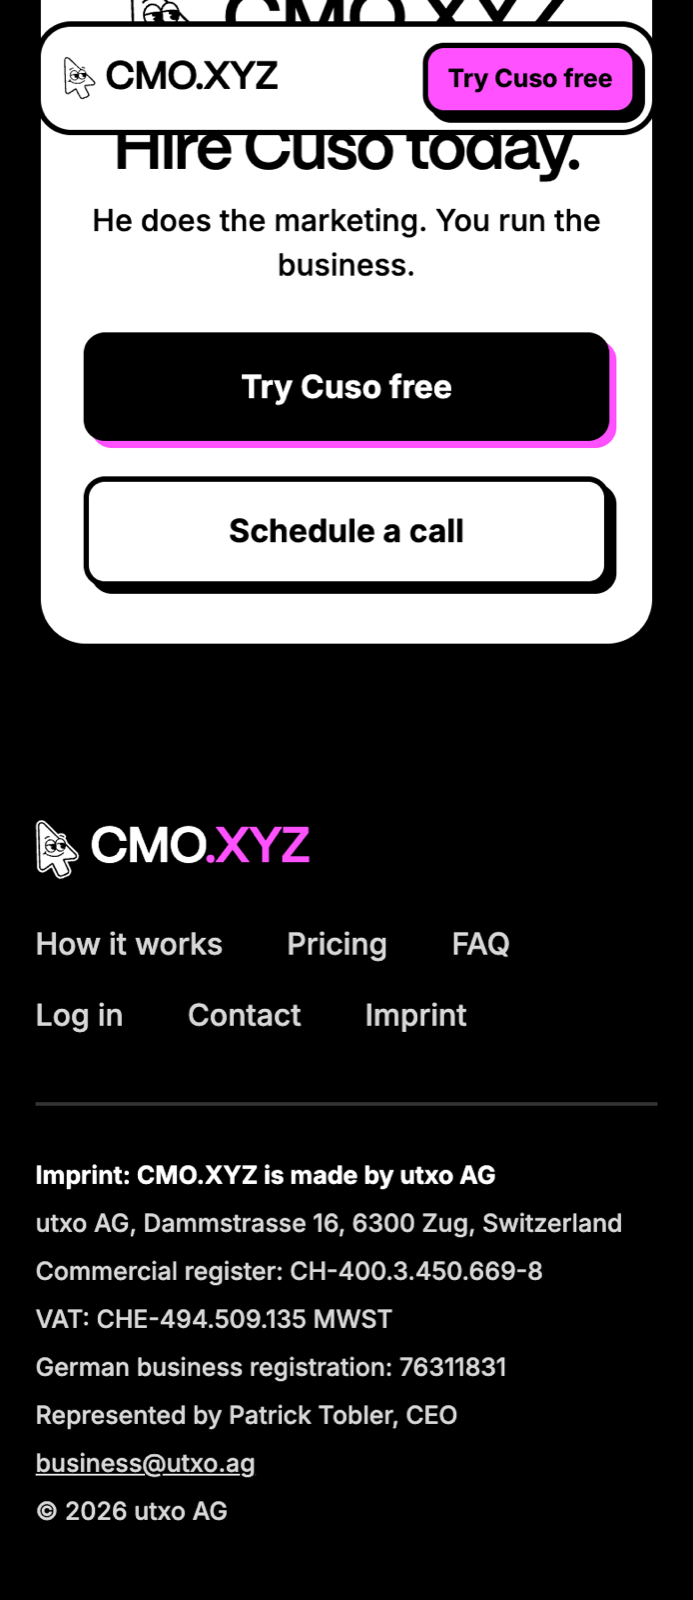 CMO.XYZ
CMO.XYZ
Try Cuso free
Hire Cuso today.
He does the marketing. You run the
business.
Try Cuso free
Schedule a call
CMO.XYZ
How it works Pricing FAQ
Log in Contact Imprint
Imprint: CMO.XYZ is made by utxo AG
utxo AG, Dammstrasse 16, 6300 Zug, Switzerland
Commercial register: CH-400.3.450.669-8
VAT: CHE-494.509.135 MWST
German business registration: 76311831
Represented by Patrick Tobler, CEO
business@utxo.ag
© 2026 utxo AG